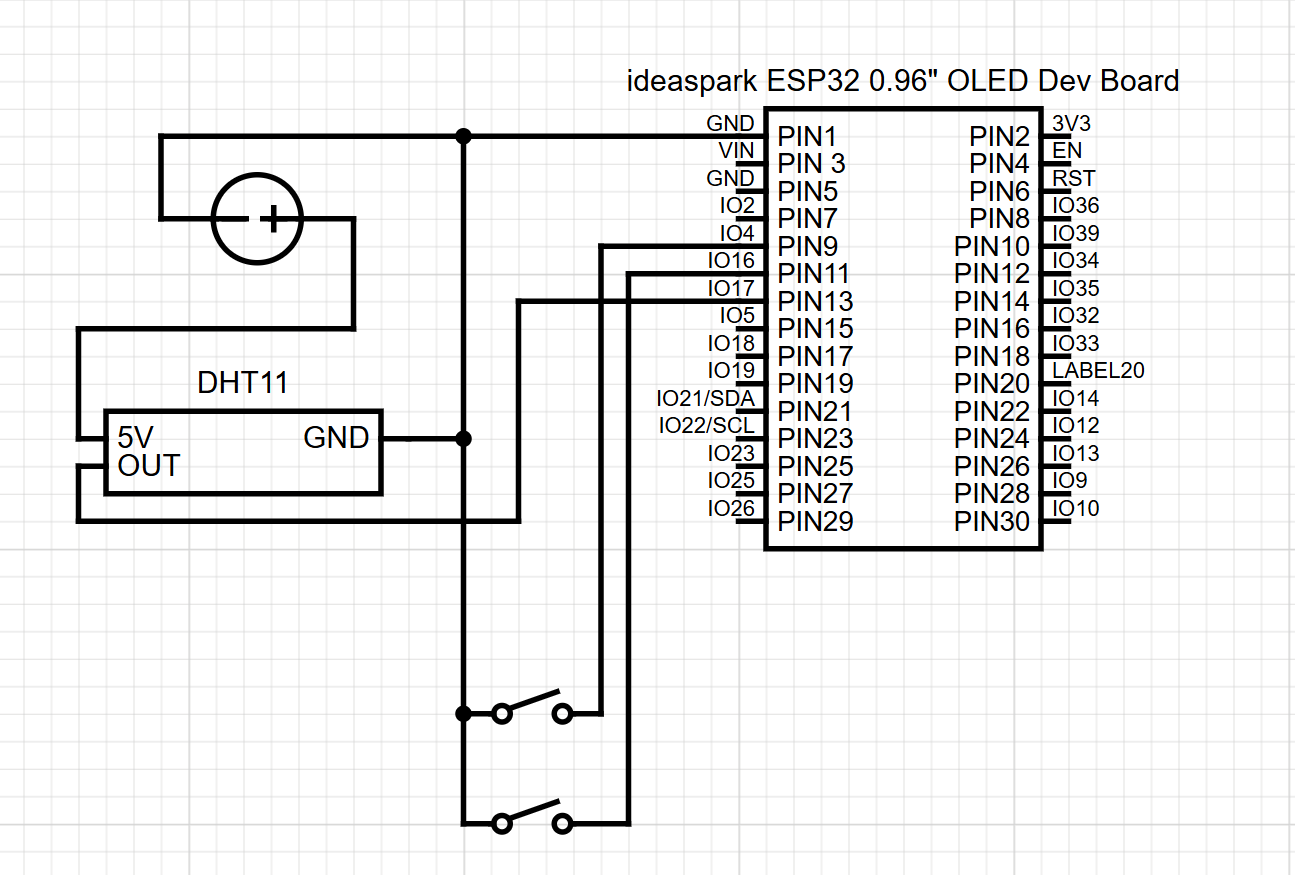 ideaspark ESP32 0.96" OLED Dev Board
GND PIN1 PIN2 3V3
VIN PIN 3 PIN4 EN
GND PIN5 PIN6 RST
IO2 PIN7 PIN8 IO36
IO4 PIN9 PIN10 IO39
IO16 PIN11 PIN12 IO34
IO17 PIN13 PIN14 IO35
IO5 PIN15 PIN16 IO32
IO18 PIN17 PIN18 IO33
IO19 PIN19 PIN20 LABEL20
IO21/SDA PIN21 PIN22 IO14
IO22/SCL PIN23 PIN24 IO12
IO23 PIN25 PIN26 IO13
IO25 PIN27 PIN28 IO9
IO26 PIN29 PIN30 IO10
DHT11
5V GND
OUT